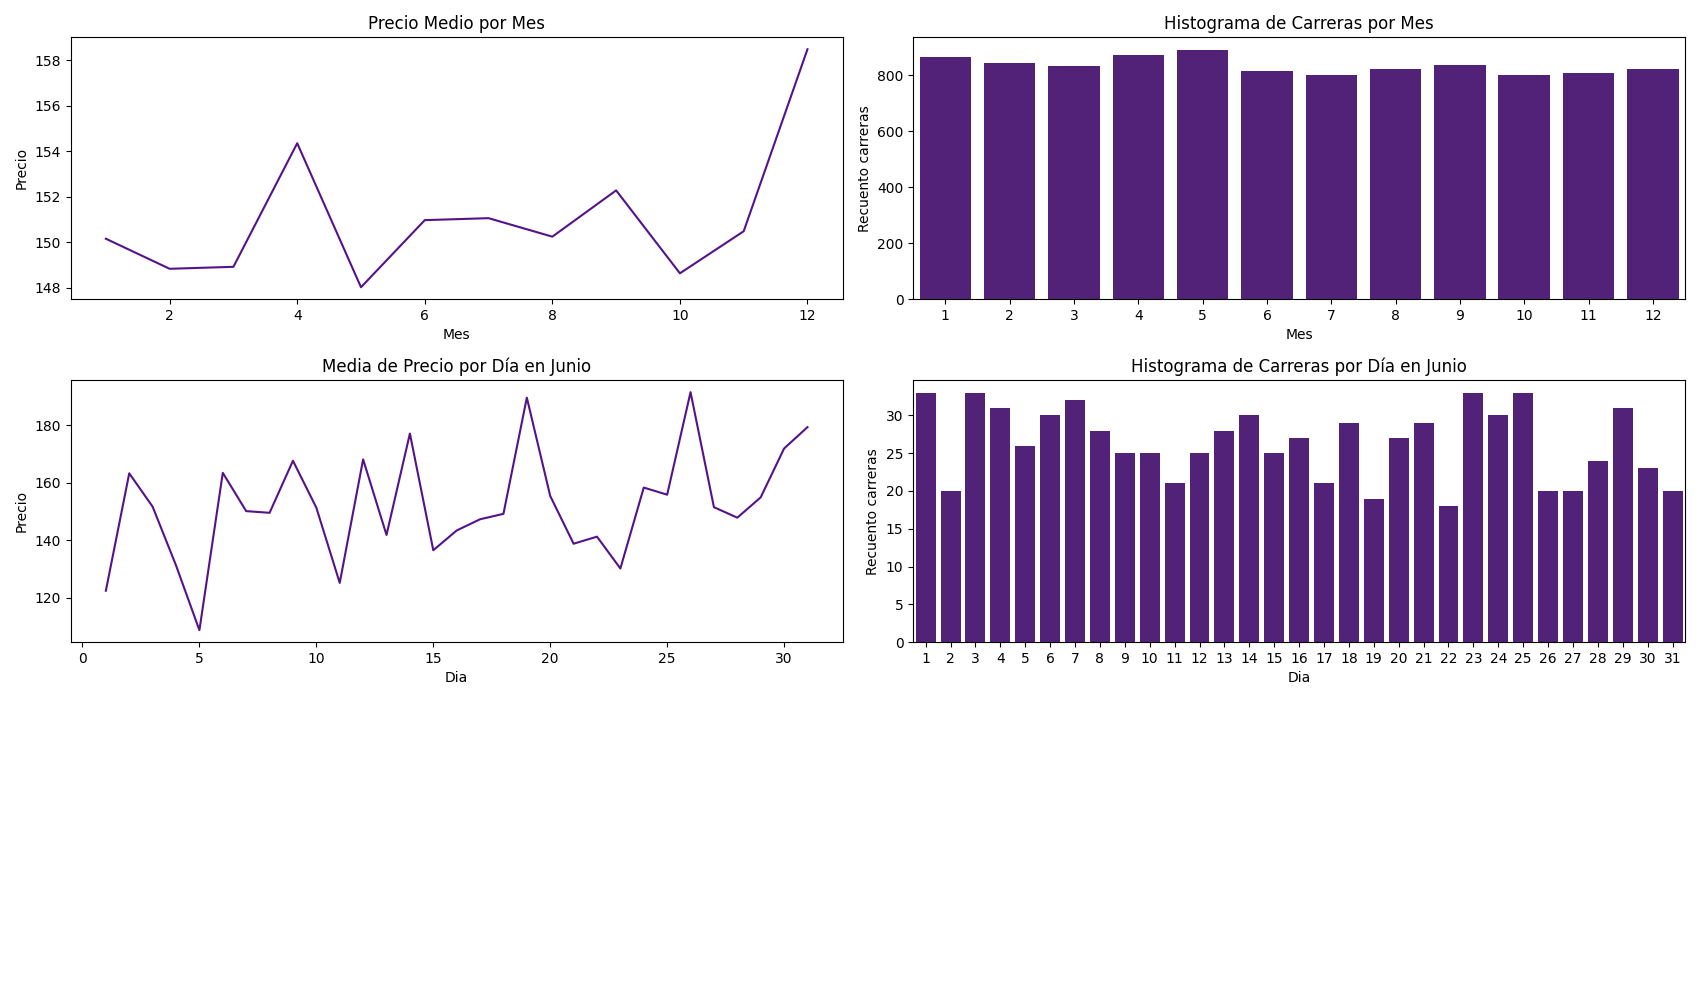 Precio Medio por Mes
158
156
154
152
150
148
Precio
2 4 6 8 10 12
Mes
Histograma de Carreras por Mes
800
600
400
200
0
Recuento carreras
1 2 3 4 5 6 7 8 9 10 11 12
Mes
Media de Precio por Día en Junio
180
160
140
120
Precio
0 5 10 15 20 25 30
Dia
Histograma de Carreras por Día en Junio
30
25
20
15
10
5
0
Recuento carreras
1 2 3 4 5 6 7 8 9 10 11 12 13 14 15 16 17 18 19 20 21 22 23 24 25 26 27 28 29 30 31
Dia